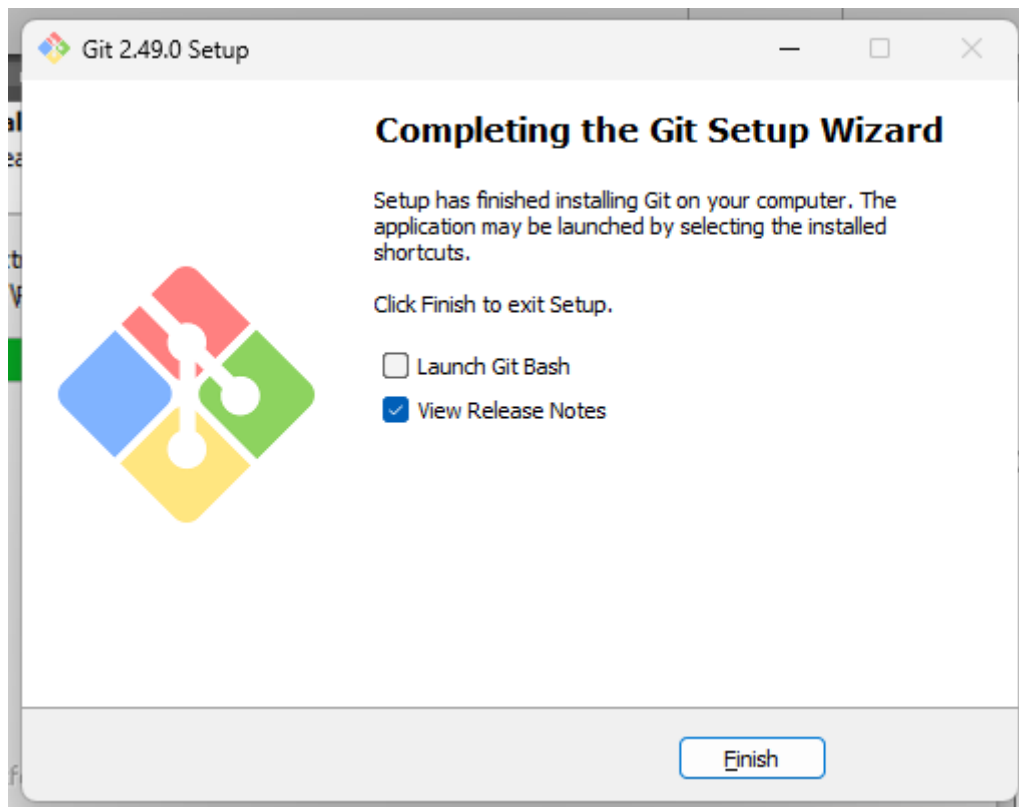 Git 2.49.0 Setup
Completing the Git Setup Wizard
Setup has finished installing Git on your computer. The
application may be launched by selecting the installed
shortcuts.
Click Finish to exit Setup.
Launch Git Bash
View Release Notes
Finish